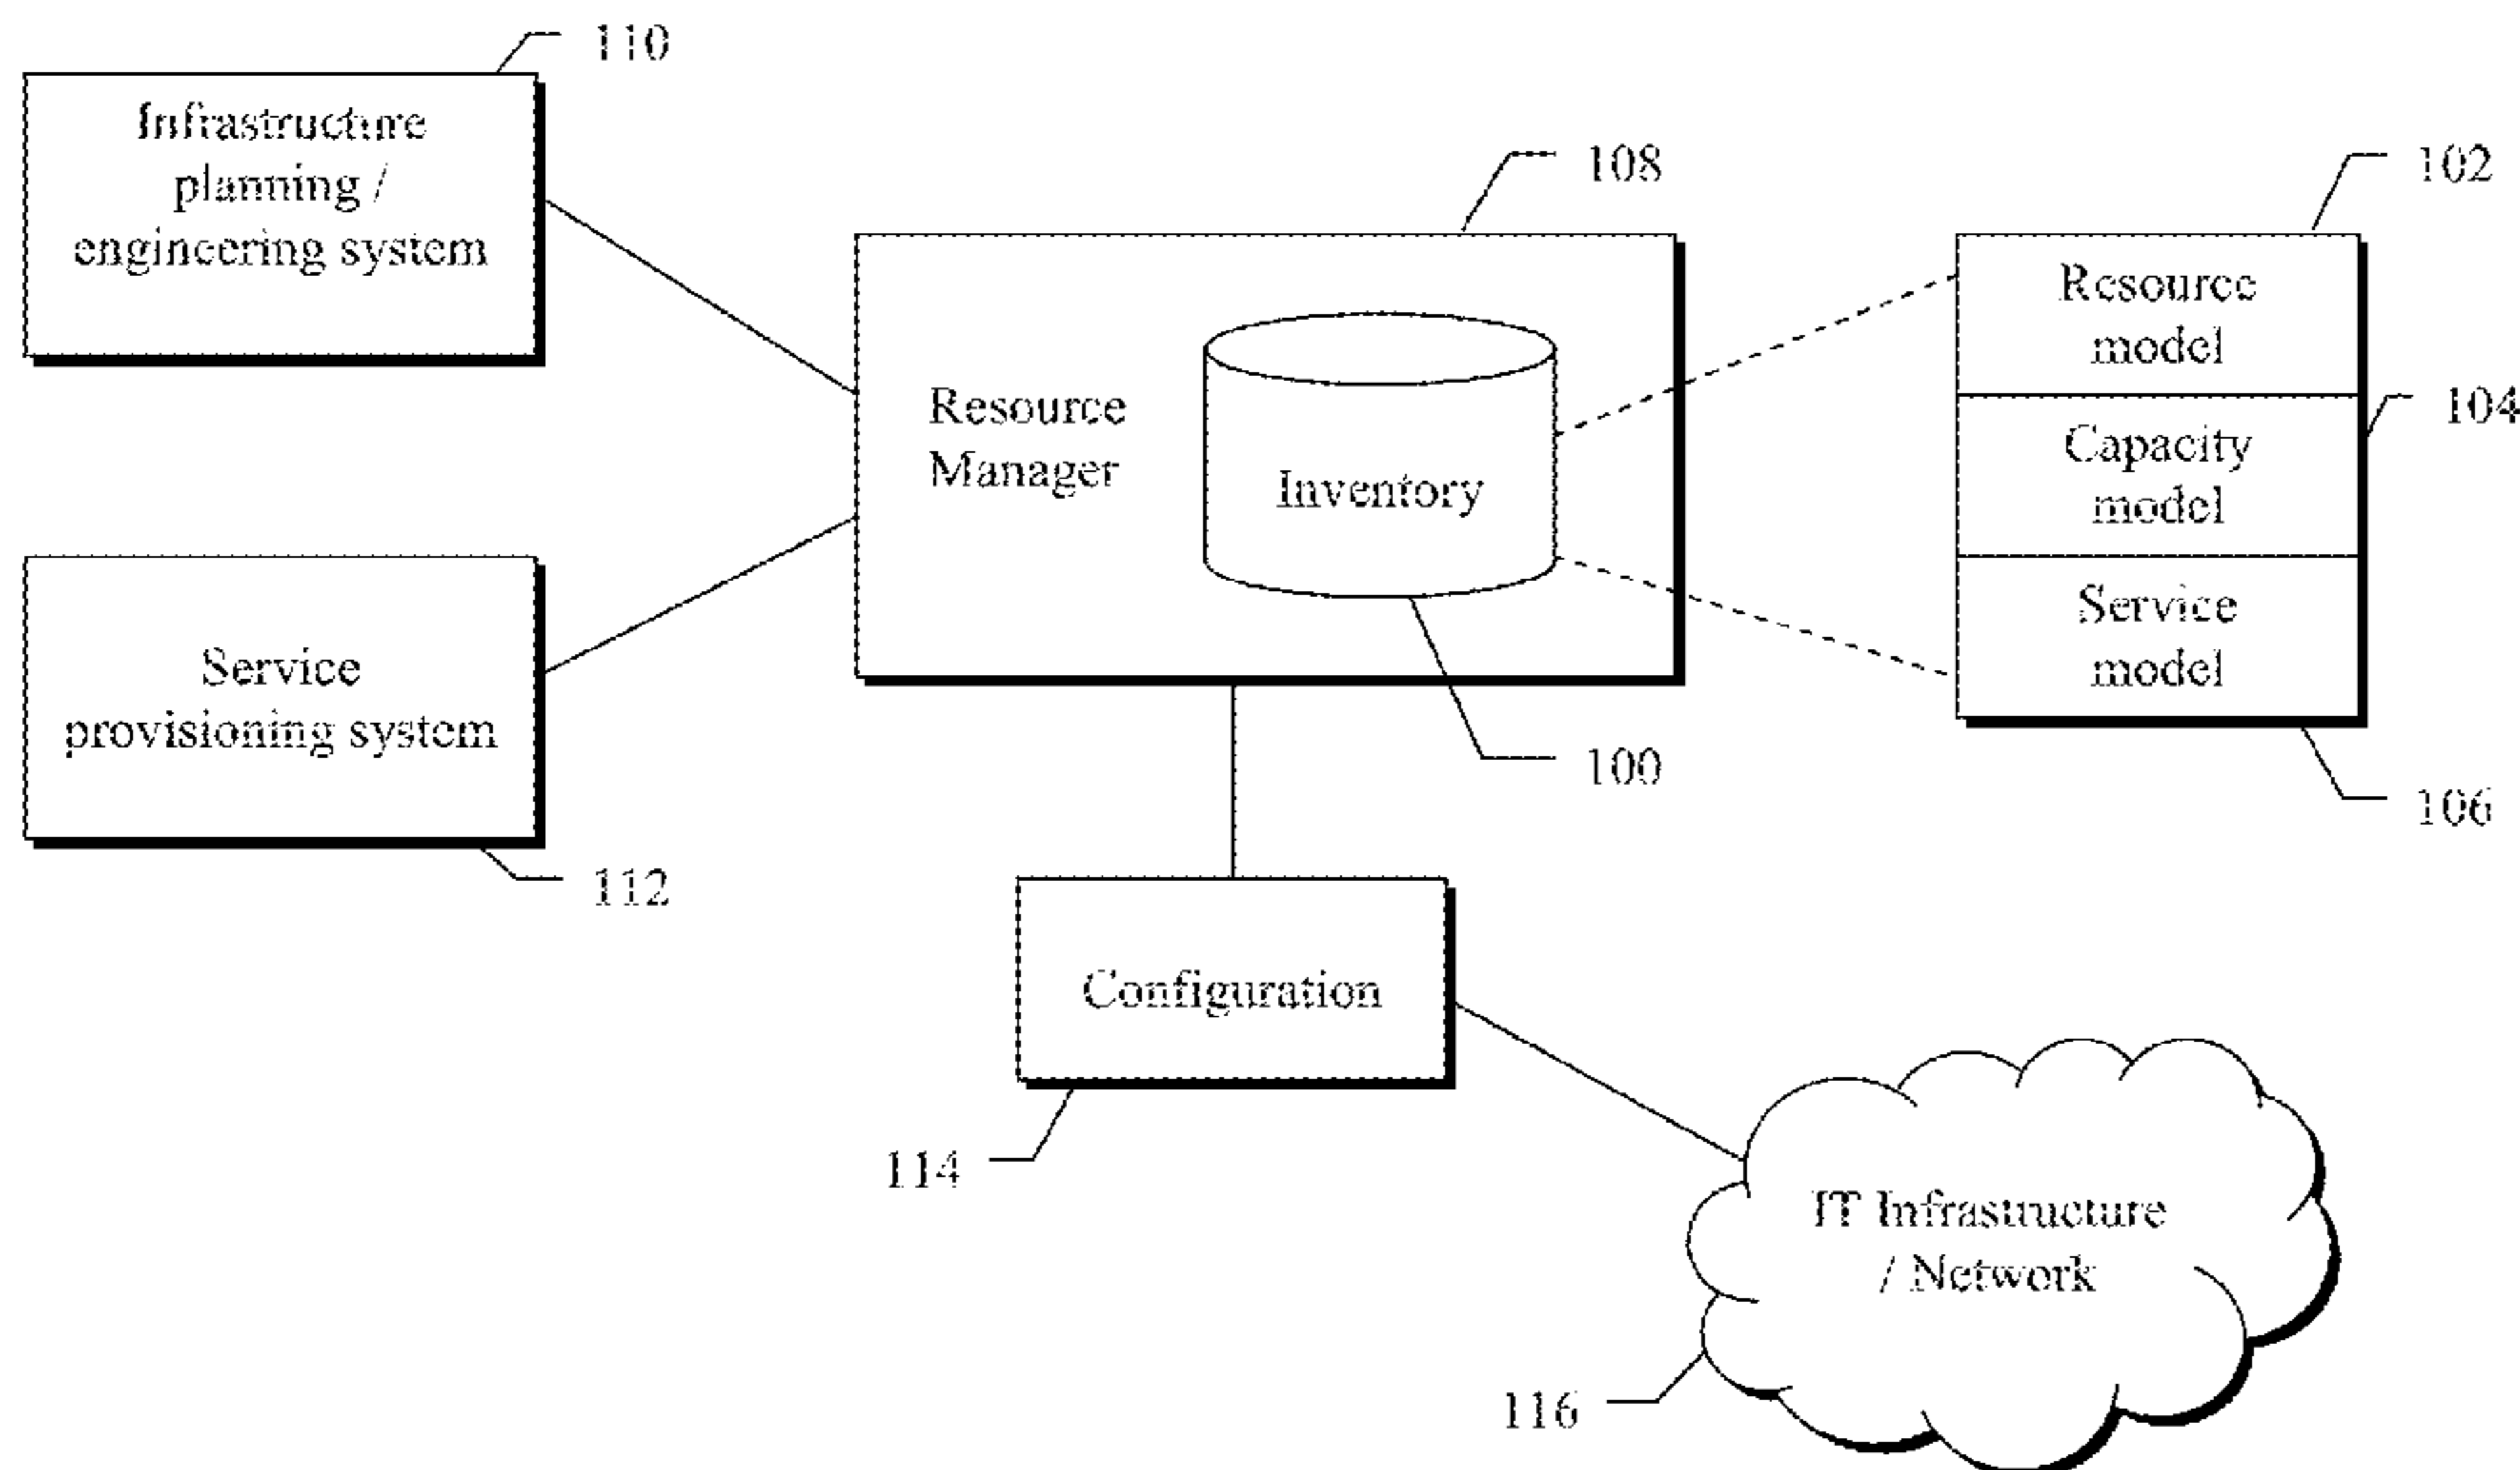 110
Infrastructure
planning /
engineering system
108
102
Resource
model
104
Resource
Manager
Capacity
model
Inventory
Service
model
Service
provisioning system
100
106
112
Configuration
114
IT Infrastructure
/ Network
116